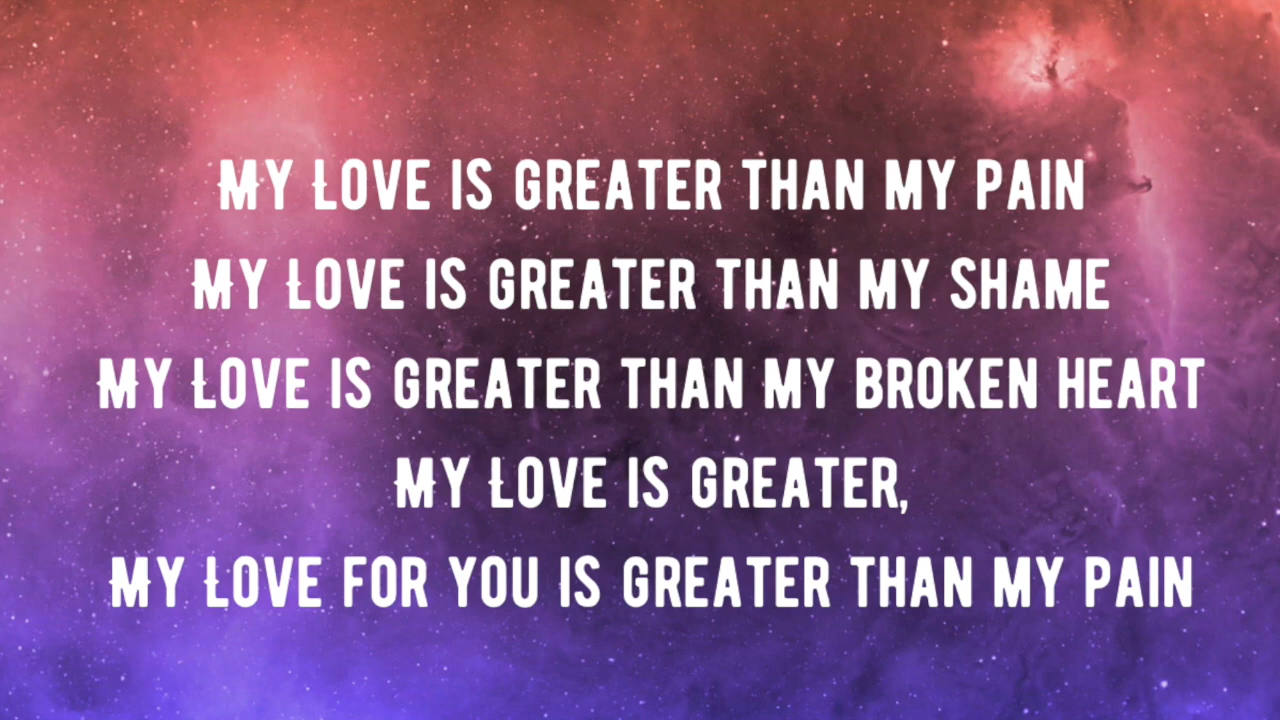 MY LOVE IS GREATER THAN MY PAIN
MY LOVE IS GREATER THAN MY SHAME
MY LOVE IS GREATER THAN MY BROKEN HEART
MY LOVE IS GREATER,
MY LOVE FOR YOU IS GREATER THAN MY PAIN